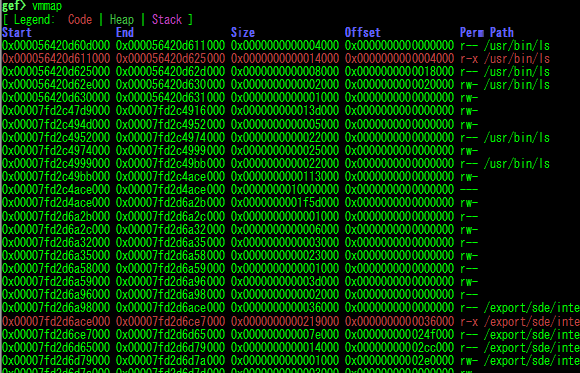 gef> vmmap
[ Legend:  Code | Heap | Stack ]
Start End Size Offset Perm Path
0x000056420d60d000 0x000056420d611000 0x0000000000004000 0x0000000000000000 r-- /usr/bin/ls
0x000056420d611000 0x000056420d625000 0x0000000000014000 0x0000000000004000 r-x /usr/bin/ls
0x000056420d625000 0x000056420d62d000 0x0000000000008000 0x0000000000018000 r-- /usr/bin/ls
0x000056420d62e000 0x000056420d630000 0x0000000000002000 0x0000000000020000 rw- /usr/bin/ls
0x000056420d630000 0x000056420d631000 0x0000000000001000 0x0000000000000000 rw-
0x00007fd2c47d9000 0x00007fd2c4916000 0x000000000013d000 0x0000000000000000 rw-
0x00007fd2c494d000 0x00007fd2c4952000 0x0000000000005000 0x0000000000000000 rw-
0x00007fd2c4952000 0x00007fd2c4974000 0x0000000000022000 0x0000000000000000 r-- /usr/bin/ls
0x00007fd2c4974000 0x00007fd2c4999000 0x0000000000025000 0x0000000000000000 rw-
0x00007fd2c4999000 0x00007fd2c49bb000 0x0000000000022000 0x0000000000000000 r-- /usr/bin/ls
0x00007fd2c49bb000 0x00007fd2c4ace000 0x0000000000113000 0x0000000000000000 rw-
0x00007fd2c4ace000 0x00007fd2d4ace000 0x0000000010000000 0x0000000000000000 ---
0x00007fd2d4ace000 0x00007fd2d6a2b000 0x0000000001f5d000 0x0000000000000000 rw-
0x00007fd2d6a2b000 0x00007fd2d6a2c000 0x0000000000001000 0x0000000000000000 r--
0x00007fd2d6a2c000 0x00007fd2d6a32000 0x0000000000006000 0x0000000000000000 rw-
0x00007fd2d6a32000 0x00007fd2d6a35000 0x0000000000003000 0x0000000000000000 r--
0x00007fd2d6a35000 0x00007fd2d6a58000 0x0000000000023000 0x0000000000000000 rw-
0x00007fd2d6a58000 0x00007fd2d6a59000 0x0000000000001000 0x0000000000000000 r--
0x00007fd2d6a59000 0x00007fd2d6a96000 0x000000000003d000 0x0000000000000000 rw-
0x00007fd2d6a96000 0x00007fd2d6a98000 0x0000000000002000 0x0000000000000000 r--
0x00007fd2d6a98000 0x00007fd2d6ace000 0x0000000000036000 0x0000000000000000 r-- /export/sde/inte
0x00007fd2d6ace000 0x00007fd2d6ce7000 0x0000000000219000 0x0000000000036000 r-x /export/sde/inte
0x00007fd2d6ce7000 0x00007fd2d6d65000 0x000000000007e000 0x000000000024f000 r-- /export/sde/inte
0x00007fd2d6d65000 0x00007fd2d6d79000 0x0000000000014000 0x00000000002cc000 r-- /export/sde/inte
0x00007fd2d6d79000 0x00007fd2d6d7a000 0x0000000000001000 0x00000000002e0000 rw- /export/sde/inte